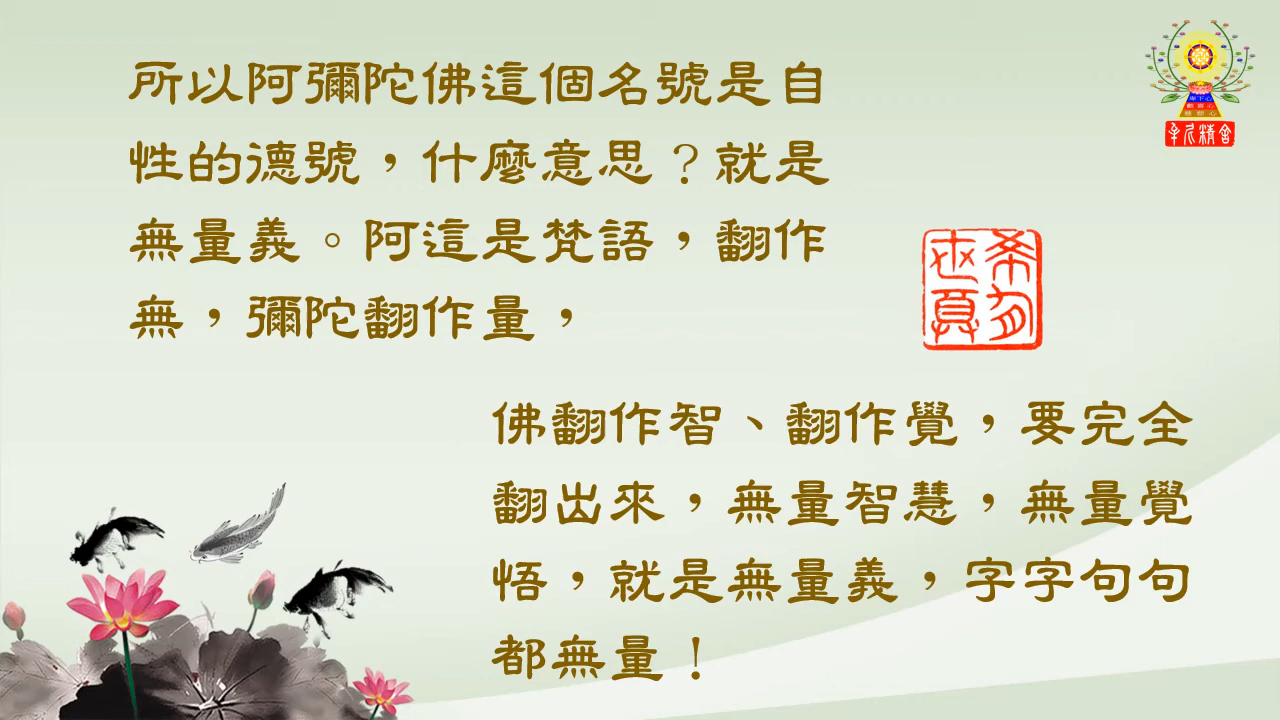 所以阿彌陀佛這個名號是自
性的德號，什麼意思？就是
無量義。阿這是梵語，翻作
無，彌陀翻作量，
佛翻作智、翻作覺，要完全
翻出來，無量智慧，無量覺
悟，就是無量義，字字句句
都無量！